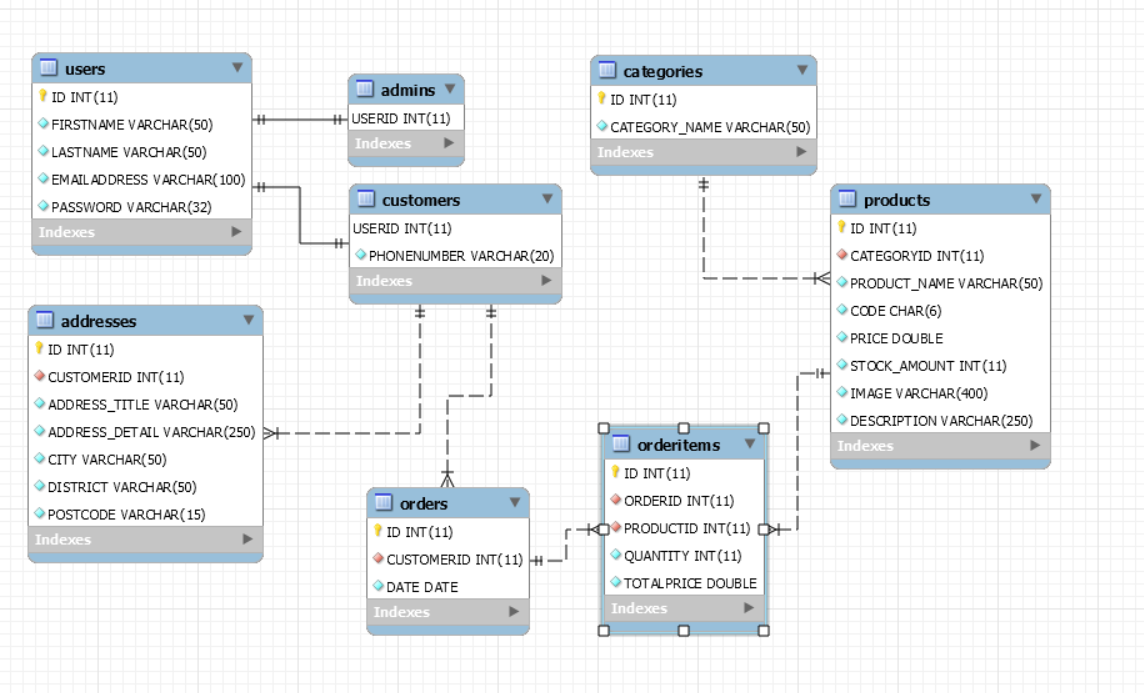 users
ID INT(11)
FIRSTNAME VARCHAR(50)
LASTNAME VARCHAR(50)
EMAILADDRESS VARCHAR(100)
PASSWORD VARCHAR(32)
Indexes
admins
USERID INT(11)
Indexes
customers
USERID INT(11)
PHONENUMBER VARCHAR(20)
Indexes
categories
ID INT(11)
CATEGORY_NAME VARCHAR(50)
Indexes
products
ID INT(11)
CATEGORYID INT(11)
PRODUCT_NAME VARCHAR(50)
CODE CHAR(6)
PRICE DOUBLE
STOCK_AMOUNT INT(11)
IMAGE VARCHAR(400)
DESCRIPTION VARCHAR(250)
Indexes
addresses
ID INT(11)
CUSTOMERID INT(11)
ADDRESS_TITLE VARCHAR(50)
ADDRESS_DETAIL VARCHAR(250)
CITY VARCHAR(50)
DISTRICT VARCHAR(50)
POSTCODE VARCHAR(15)
Indexes
orders
ID INT(11)
CUSTOMERID INT(11)
DATE DATE
Indexes
orderitems
ID INT(11)
ORDERID INT(11)
PRODUCTID INT(11)
QUANTITY INT(11)
TOTALPRICE DOUBLE
Indexes